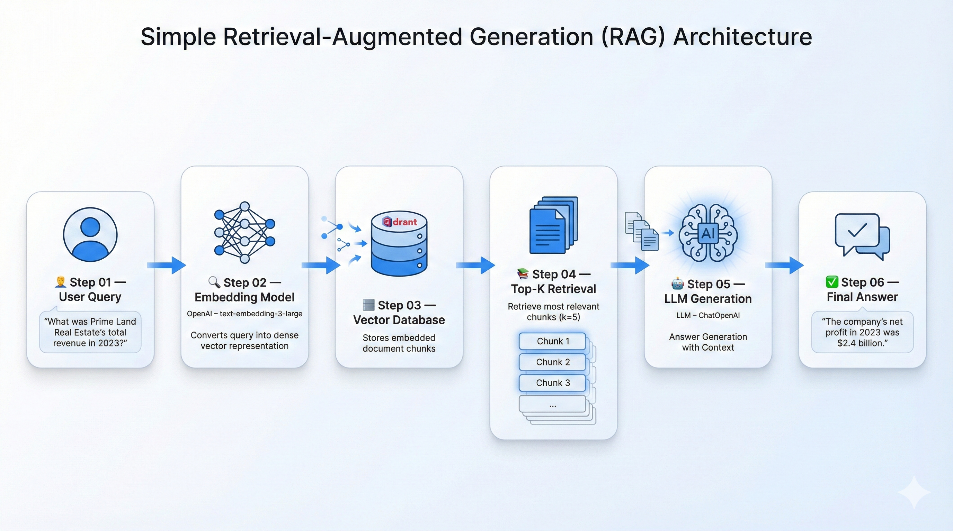 Simple Retrieval-Augmented Generation (RAG) Architecture
Step 01 —
User Query
"What was Prime Land
Real Estate's total
revenue in 2023?"
Step 02 —
Embedding Model
OpenAI – text-embedding-3-large
Converts query into dense
vector representation
drant
Step 03 —
Vector Database
Stores embedded
document chunks
Step 04 —
Top-K Retrieval
Retrieve most relevant
chunks (k=5)
Chunk 1
Chunk 2
Chunk 3
...
AI
Step 05 —
LLM Generation
LLM – ChatOpenAI
Answer Generation
with Context
Step 06 —
Final Answer
"The company's net
profit in 2023 was
$2.4 billion."